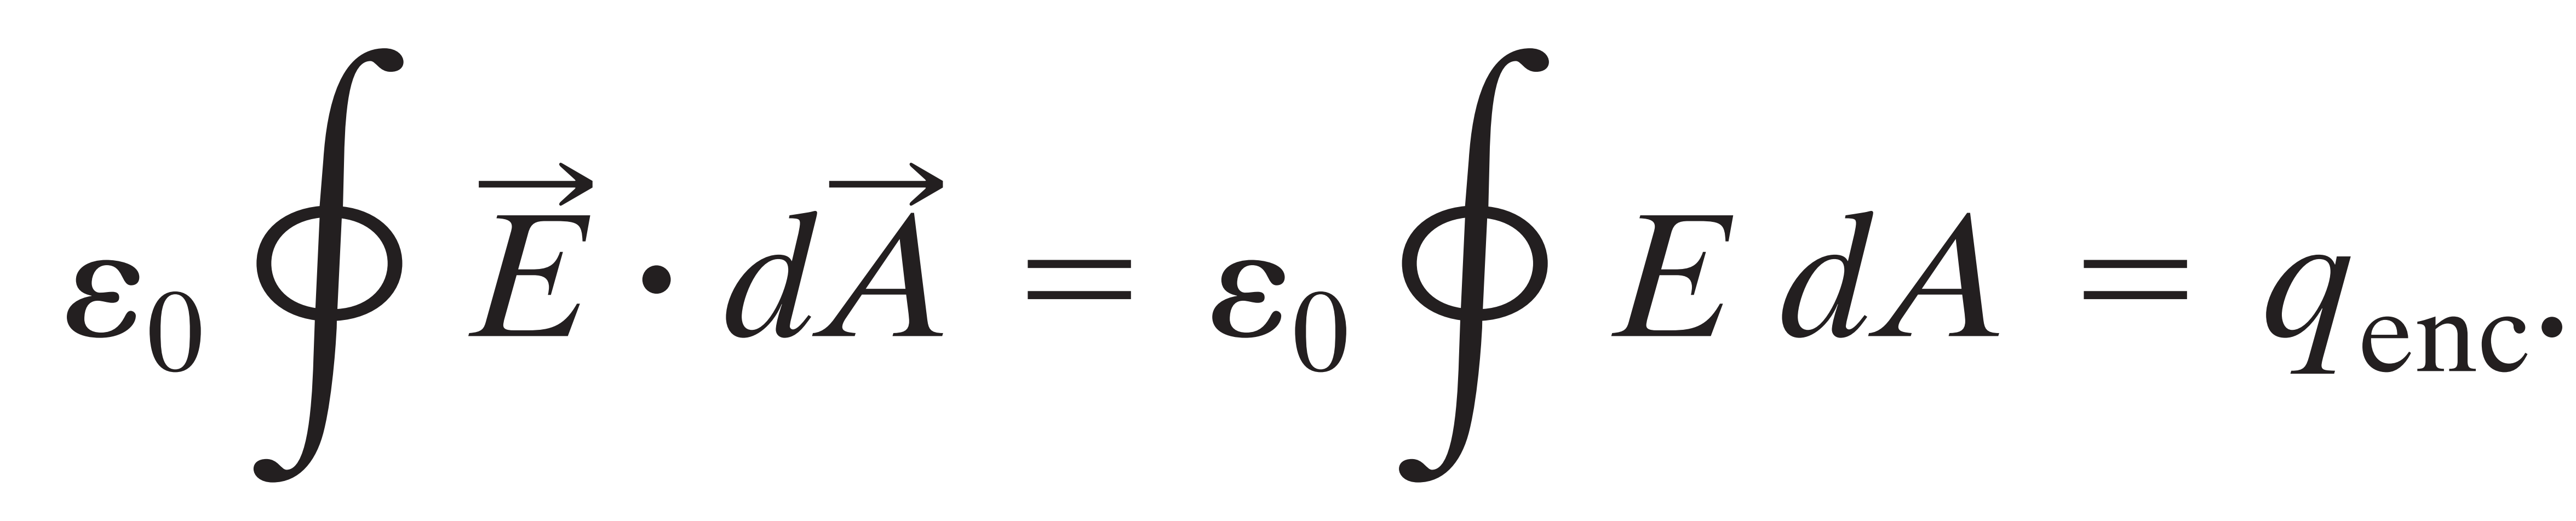 ε₀ ∮ E⃗ · dA⃗ = ε₀ ∮ E dA = q_enc.